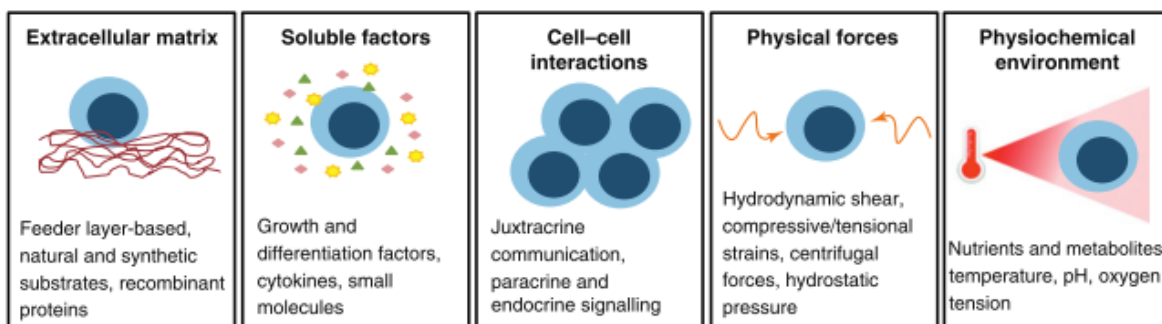 Extracellular matrix
Feeder layer-based,
natural and synthetic
substrates, recombinant
proteins
Soluble factors
Growth and
differentiation factors,
cytokines, small
molecules
Cell–cell
interactions
Juxtracrine
communication,
paracrine and
endocrine signalling
Physical forces
Hydrodynamic shear,
compressive/tensional
strains, centrifugal
forces, hydrostatic
pressure
Physiochemical
environment
Nutrients and metabolites
temperature, pH, oxygen
tension